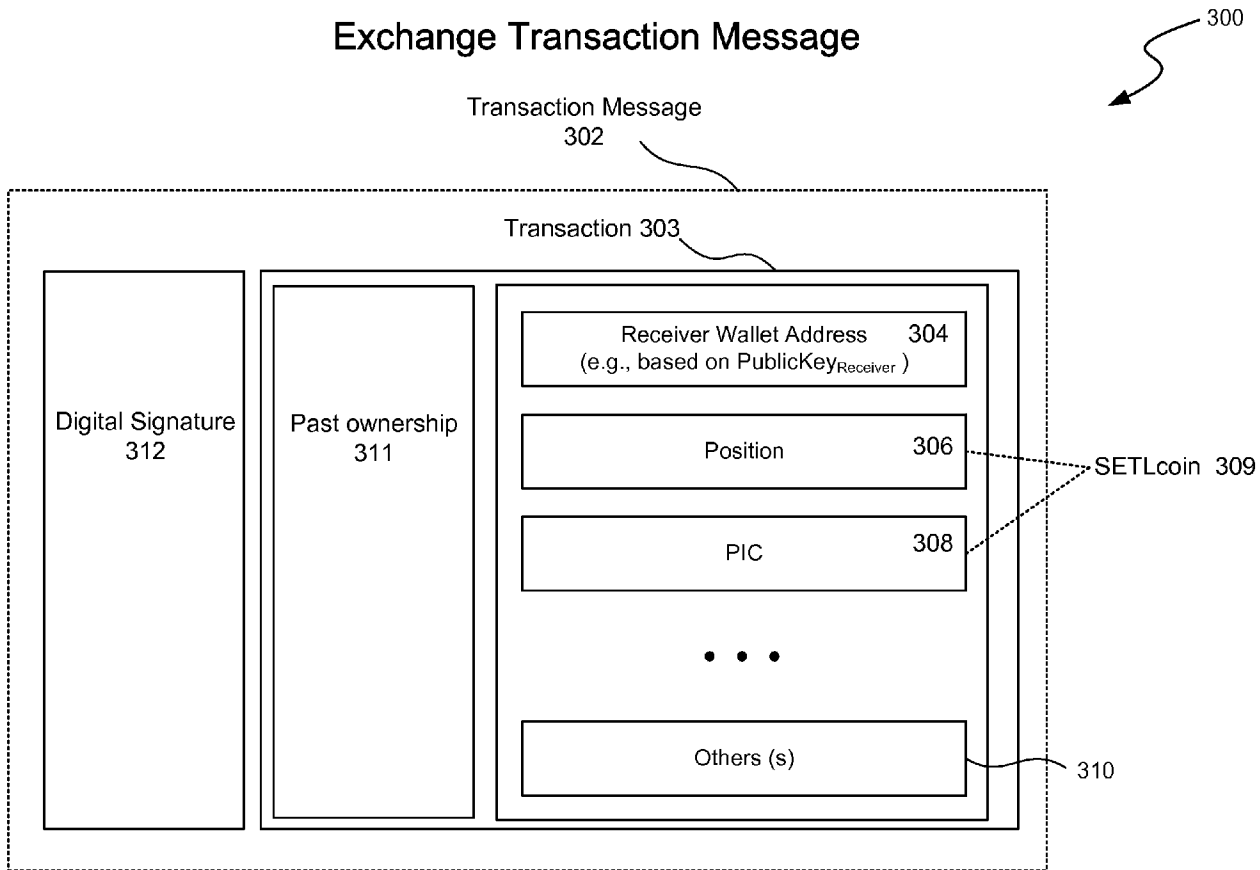 Exchange Transaction Message
300
Transaction Message
302
Transaction 303
Digital Signature
312
Past ownership
311
Receiver Wallet Address 304
(e.g., based on PublicKeyReceiver )
Position 306
SETLcoin 309
PIC 308
• • •
Others (s)
310